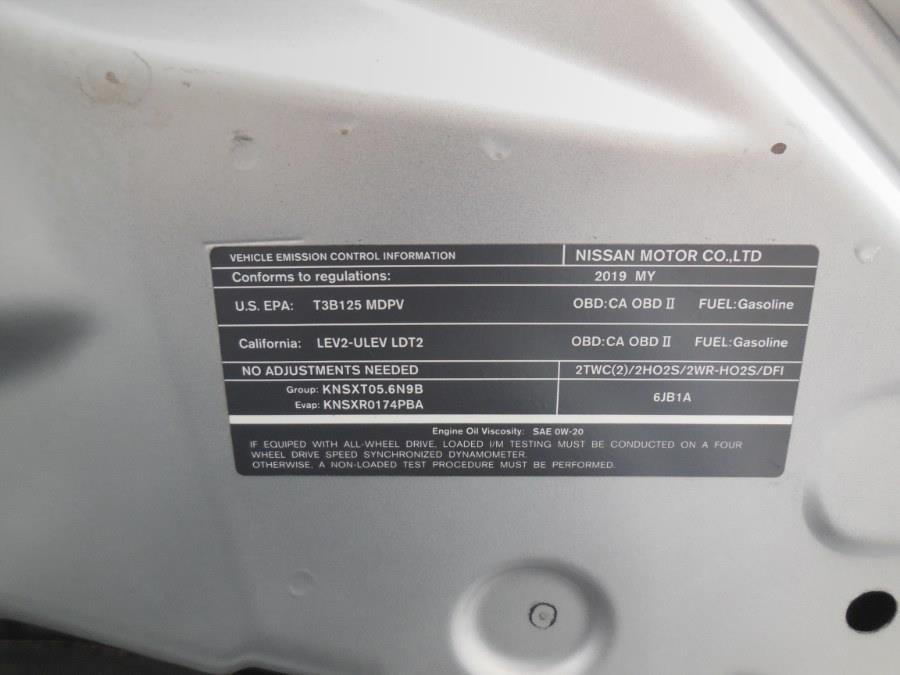 VEHICLE EMISSION CONTROL INFORMATION NISSAN MOTOR CO.,LTD
Conforms to regulations: 2019 MY
U.S. EPA: T3B125 MDPV OBD:CA OBD II FUEL:Gasoline
California: LEV2-ULEV LDT2 OBD:CA OBD II FUEL:Gasoline
NO ADJUSTMENTS NEEDED 2TWC(2)/2HO2S/2WR-HO2S/DFI
Group: KNSXT05.6N9B
Evap: KNSXR0174PBA
6JB1A
Engine Oil Viscosity: SAE 0W-20
IF EQUIPED WITH ALL-WHEEL DRIVE, LOADED I/M TESTING MUST BE CONDUCTED ON A FOUR
WHEEL DRIVE SPEED SYNCHRONIZED DYNAMOMETER.
OTHERWISE, A NON-LOADED TEST PROCEDURE MUST BE PERFORMED.